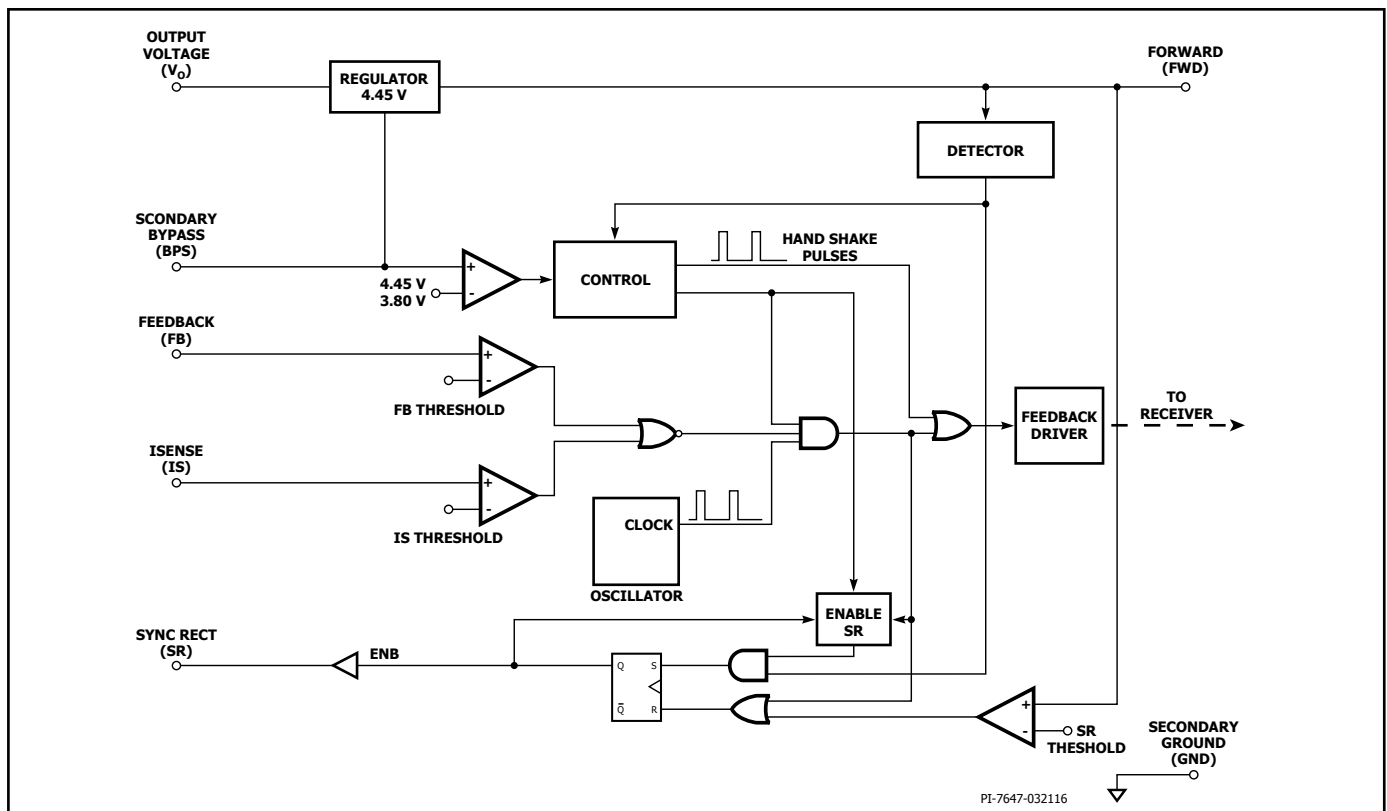 OUTPUT
VOLTAGE
(VO)
REGULATOR
4.45 V
FORWARD
(FWD)
DETECTOR
SCONDARY
BYPASS
(BPS)
+
-
4.45 V
3.80 V
CONTROL
HAND SHAKE
PULSES
FEEDBACK
(FB)
+
-
FB THRESHOLD
FEEDBACK
DRIVER
TO
RECEIVER
ISENSE
(IS)
+
-
IS THRESHOLD
CLOCK
OSCILLATOR
ENABLE
SR
SYNC RECT
(SR)
ENB
Q
S
Q̅
R
+
-
SR
THESHOLD
SECONDARY
GROUND
(GND)
PI-7647-032116